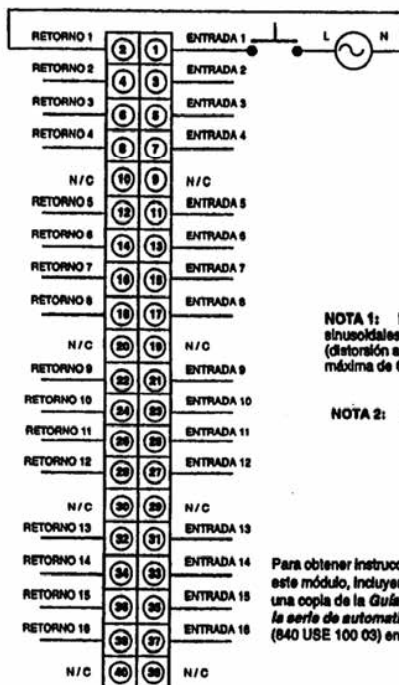 RETORNO 1 2 1 ENTRADA 1 L N
RETORNO 2 4 3 ENTRADA 2
RETORNO 3 6 5 ENTRADA 3
RETORNO 4 8 7 ENTRADA 4
N/C 10 9 N/C
RETORNO 5 12 11 ENTRADA 5
RETORNO 6 14 13 ENTRADA 6
RETORNO 7 16 15 ENTRADA 7
RETORNO 8 18 17 ENTRADA 8
N/C 20 19 N/C
RETORNO 9 22 21 ENTRADA 9
RETORNO 10 24 23 ENTRADA 10
RETORNO 11 26 25 ENTRADA 11
RETORNO 12 28 27 ENTRADA 12
N/C 30 29 N/C
RETORNO 13 32 31 ENTRADA 13
RETORNO 14 34 33 ENTRADA 14
RETORNO 15 36 35 ENTRADA 15
RETORNO 16 38 37 ENTRADA 16
N/C 40 39 N/C
NOTA 1:
sinusoidales
(distorsión a
máxima de 6
NOTA 2:
Para obtener instrucc
este módulo, incluyen
una copia de la Guía
la serie de automati
(840 USE 100 03) en